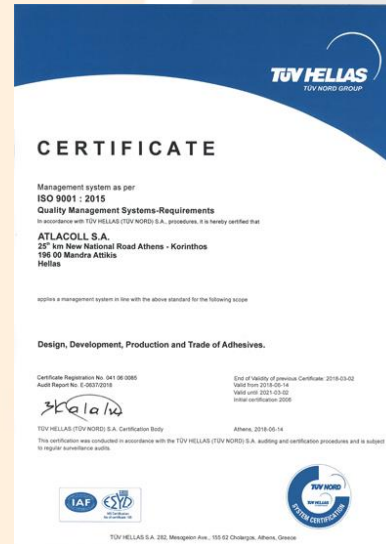 TÜV HELLAS
TÜV NORD GROUP
CERTIFICATE
Management system as per
ISO 9001 : 2015
Quality Management Systems-Requirements
In accordance with TÜV HELLAS (TÜV NORD) S.A., procedures, it is hereby certified that
ATLACOLL S.A.
25th km New National Road Athens - Korinthos
196 00 Mandra Attikis
Hellas
applies a management system in line with the above standard for the following scope
Design, Development, Production and Trade of Adhesives.
Certificate Registration No. 041 06 0065
Audit Report No. E-0637/2018
End of Validity of previous Certificate: 2018-03-02
Valid from 2018-06-14
Valid until 2021-03-02
Initial certification 2006
TÜV HELLAS (TÜV NORD) S.A. Certification Body
Athens, 2018-06-14
This certification was conducted in accordance with the TÜV HELLAS (TÜV NORD) S.A. auditing and certification procedures and is subject
to regular surveillance audits.
IAF
ESYD
TÜV NORD
TÜV HELLAS
SYSTEM CERTIFICATION
TÜV HELLAS S.A. 282, Mesogeion Ave., 155 62 Cholargos, Athens, Greece